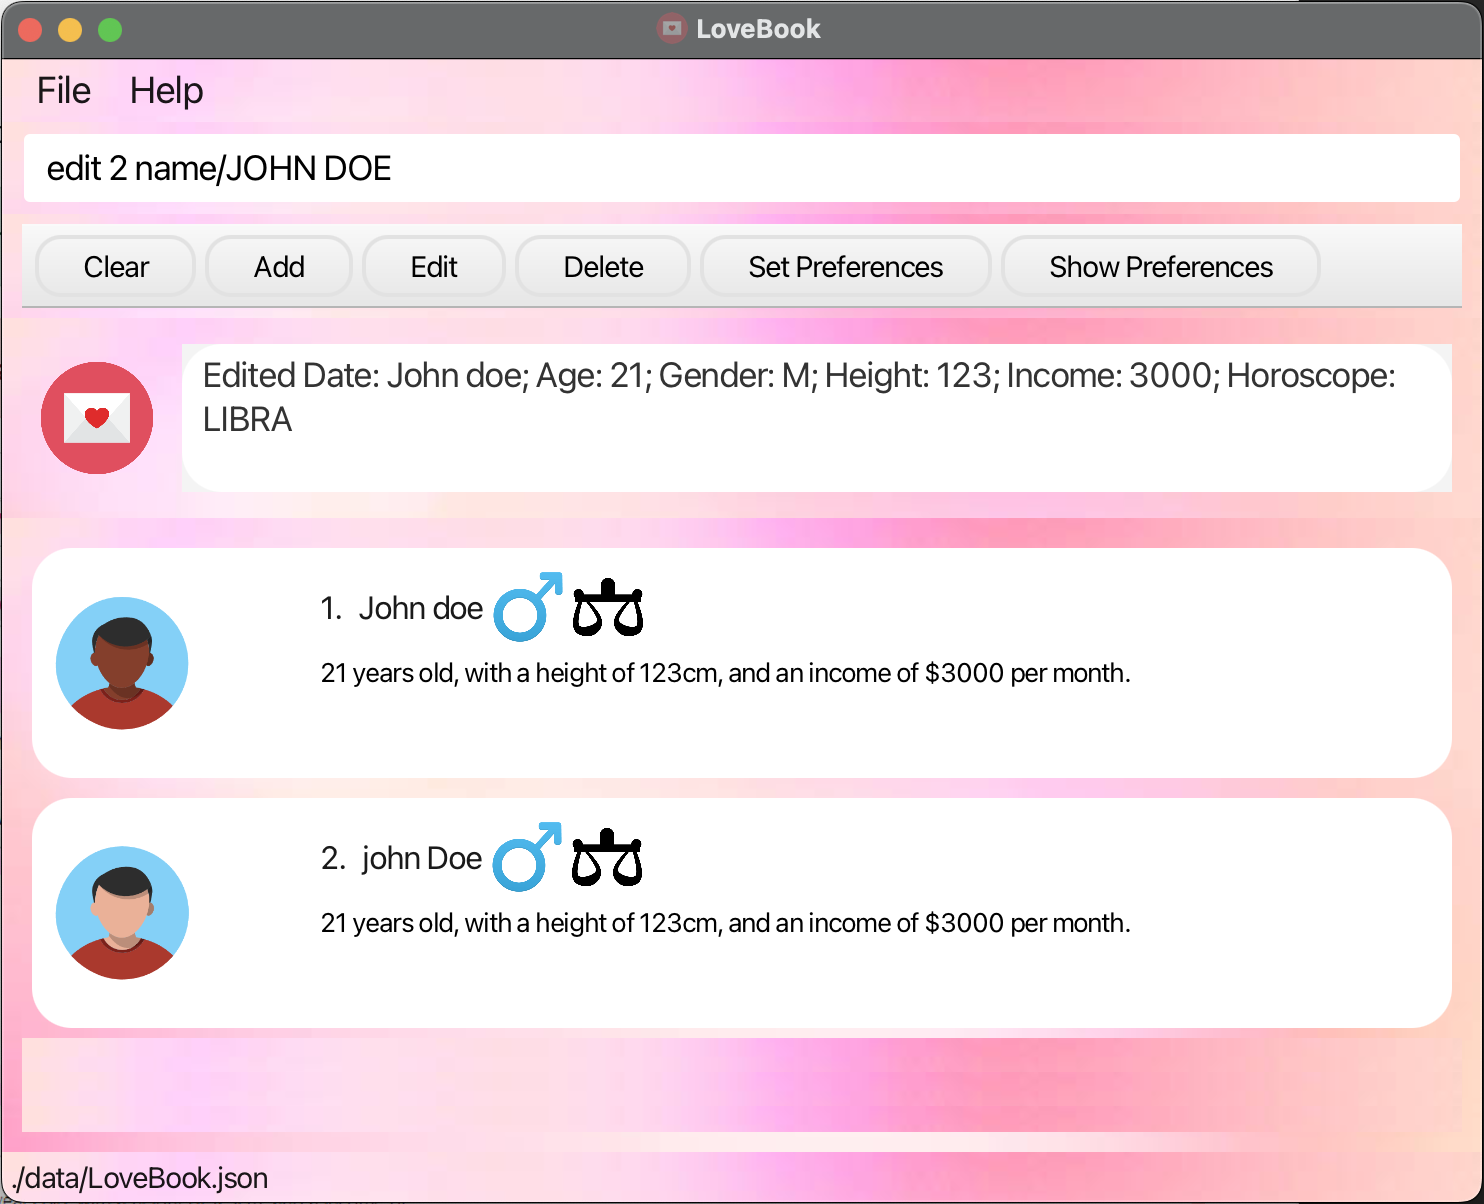 LoveBook
File Help
edit 2 name/JOHN DOE
Clear Add Edit Delete Set Preferences Show Preferences
Edited Date: John doe; Age: 21; Gender: M; Height: 123; Income: 3000; Horoscope:
LIBRA
1. John doe
21 years old, with a height of 123cm, and an income of $3000 per month.
2. john Doe
21 years old, with a height of 123cm, and an income of $3000 per month.
./data/LoveBook.json